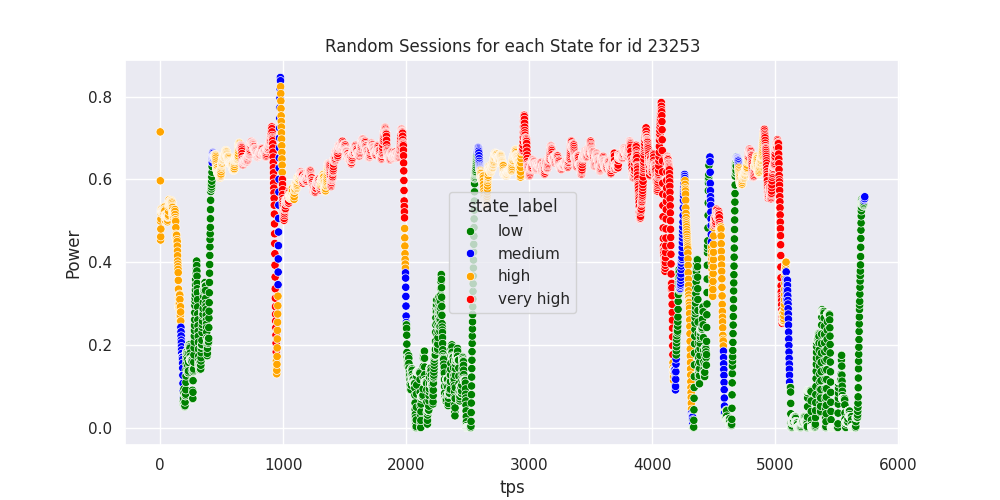 Random Sessions for each State for id 23253
Power
0.8
0.6
0.4
0.2
0.0
state_label
low
medium
high
very high
0 1000 2000 3000 4000 5000 6000
tps